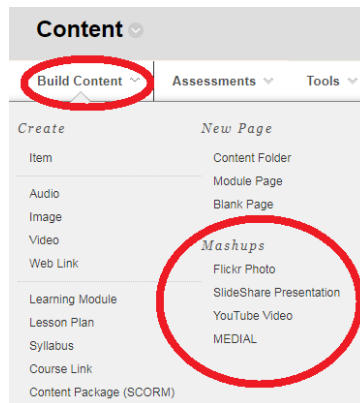 Content
Build Content
Assessments
Tools
Create
Item
Audio
Image
Video
Web Link
Learning Module
Lesson Plan
Syllabus
Course Link
Content Package (SCORM)
New Page
Content Folder
Module Page
Blank Page
Mashups
Flickr Photo
SlideShare Presentation
YouTube Video
MEDIAL